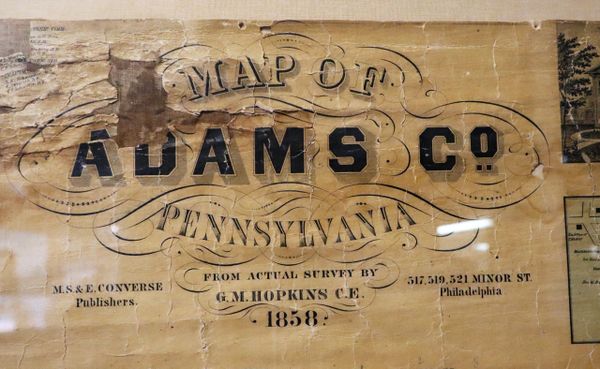 MAP OF
ADAMS Co.
PENNSYLVANIA
FROM ACTUAL SURVEY BY
G.M. HOPKINS C.E.
1858.
M.S. & E. CONVERSE
Publishers.
517, 519, 521 MINOR ST.
Philadelphia